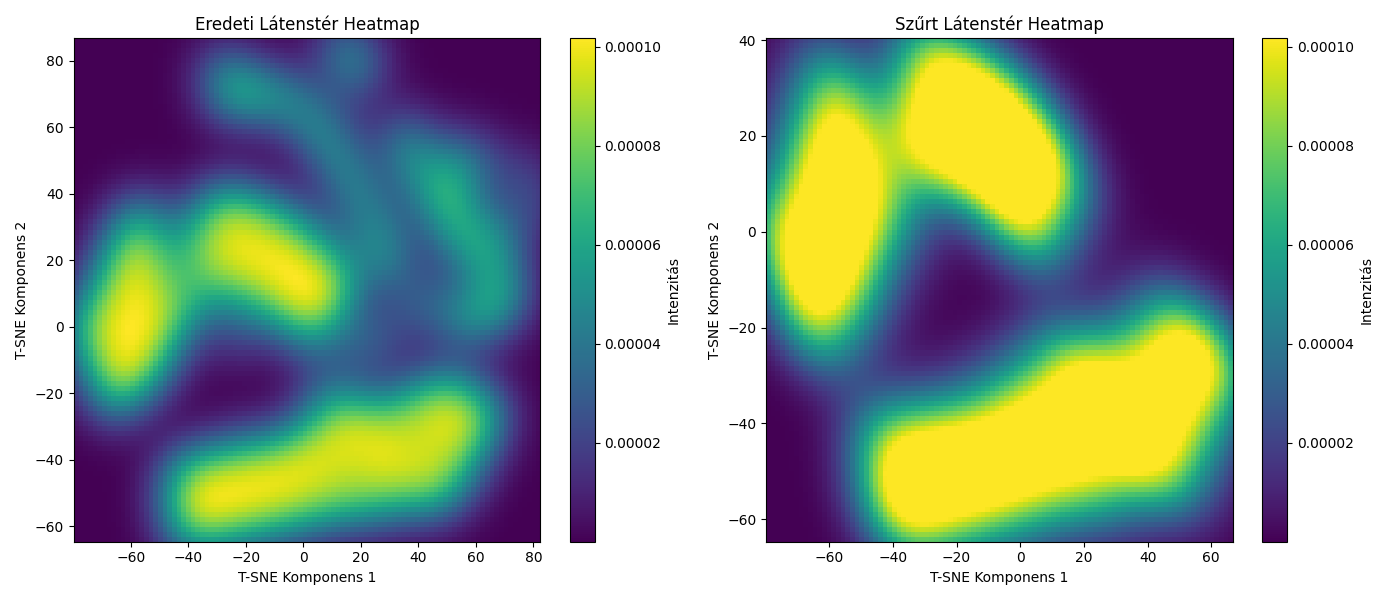 Eredeti Látenstér Heatmap
80
60
40
20
0
−20
−40
−60
T-SNE Komponens 2
−60 −40 −20 0 20 40 60 80
T-SNE Komponens 1
0.00010
0.00008
0.00006
0.00004
0.00002
Intenzitás
Szűrt Látenstér Heatmap
40
20
0
−20
−40
−60
T-SNE Komponens 2
−60 −40 −20 0 20 40 60
T-SNE Komponens 1
0.00010
0.00008
0.00006
0.00004
0.00002
Intenzitás